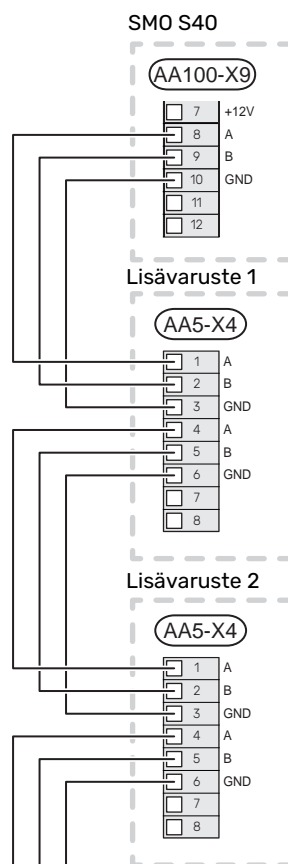 SMO S40
AA100-X9
7 +12V
8 A
9 B
10 GND
11
12
Lisävaruste 1
AA5-X4
1 A
2 B
3 GND
4 A
5 B
6 GND
7
8
Lisävaruste 2
AA5-X4
1 A
2 B
3 GND
4 A
5 B
6 GND
7
8